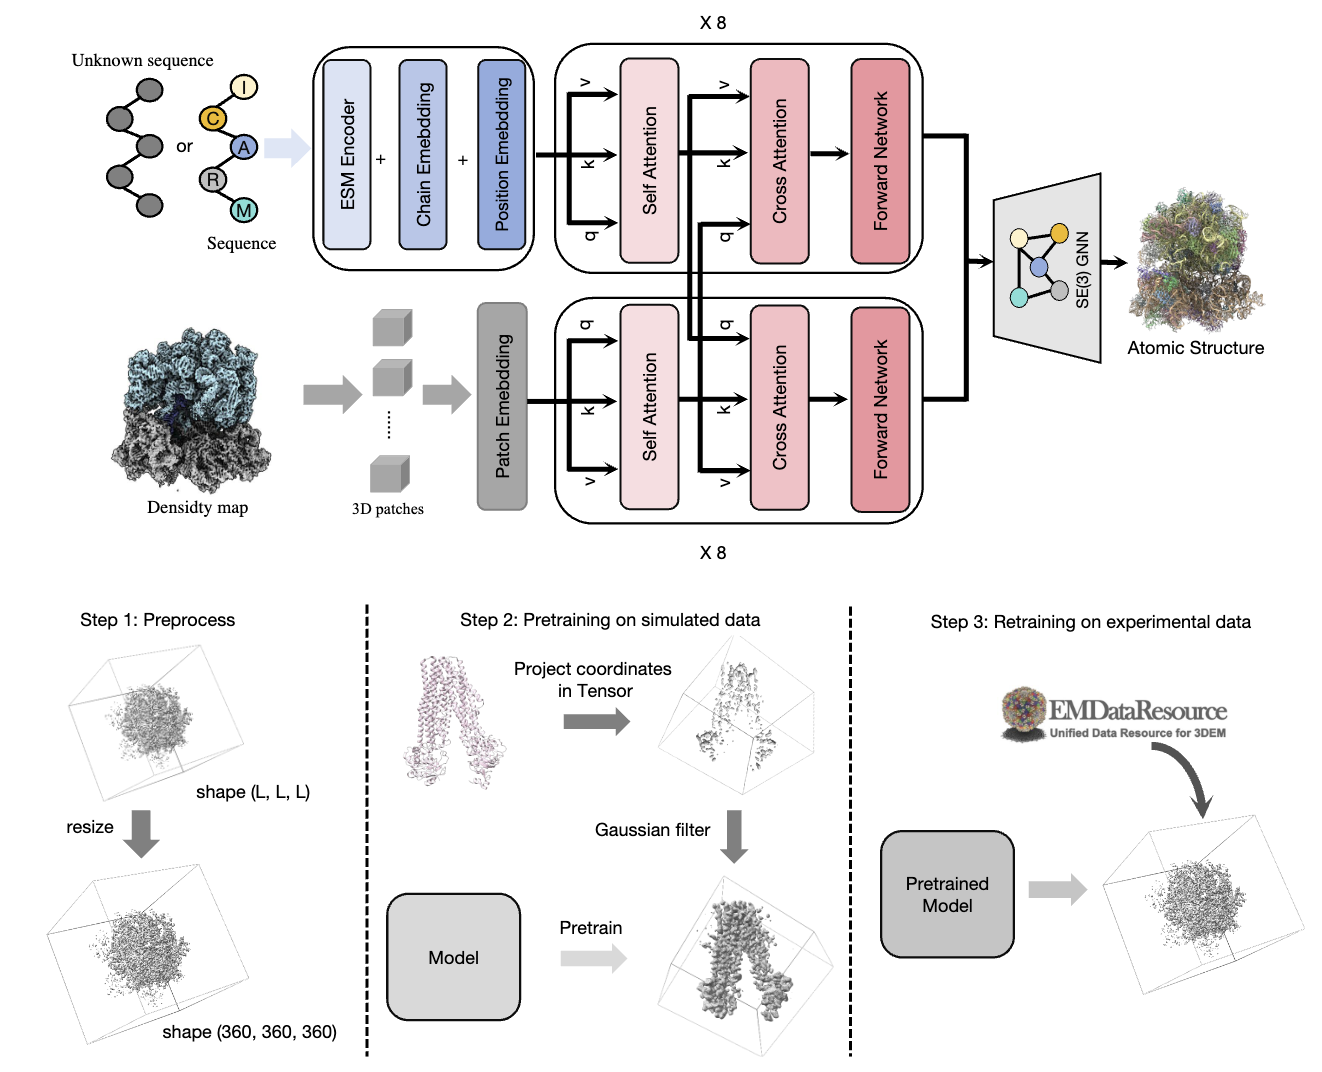 X 8
Unknown sequence
or
I
C
A
R
M
Sequence
ESM Encoder
+
Chain Emebdding
+
Position Emebdding
v
k
q
Self Attention
v
k
q
Cross Attention
Forward Network
SE(3) GNN
Atomic Structure
Densidty map
......
3D patches
Patch Emebdding
q
k
v
Self Attention
q
k
v
Cross Attention
Forward Network
X 8
Step 1: Preprocess
shape (L, L, L)
resize
shape (360, 360, 360)
Step 2: Pretraining on simulated data
Project coordinates
in Tensor
Gaussian filter
Model
Pretrain
Step 3: Retraining on experimental data
EMDataResource
Unified Data Resource for 3DEM
Pretrained
Model